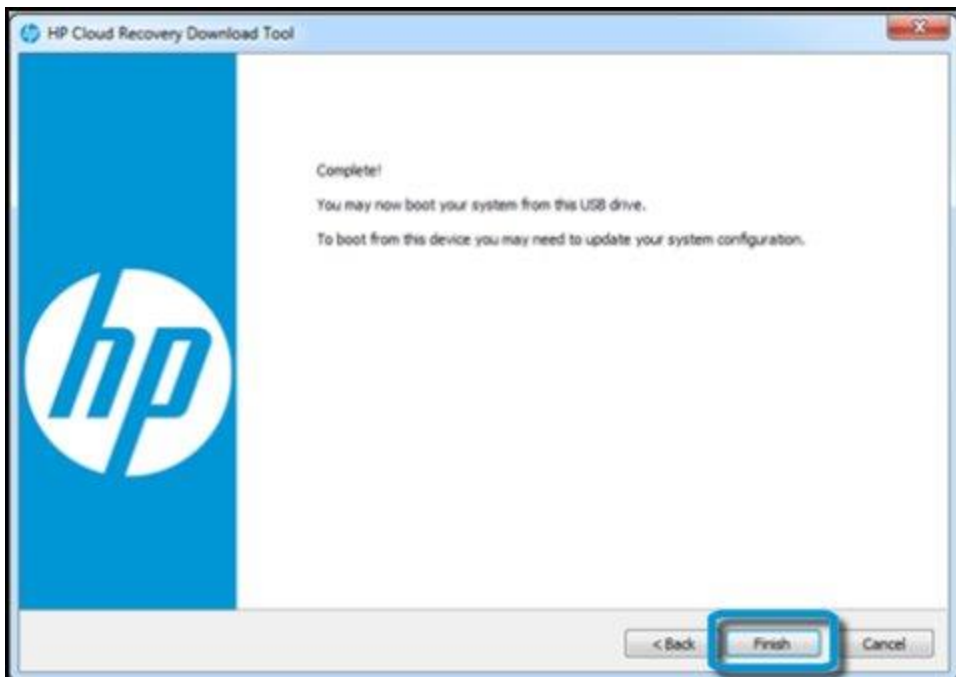 HP Cloud Recovery Download Tool
Complete!
You may now boot your system from this USB drive.
To boot from this device you may need to update your system configuration.
hp
< Back Finish Cancel